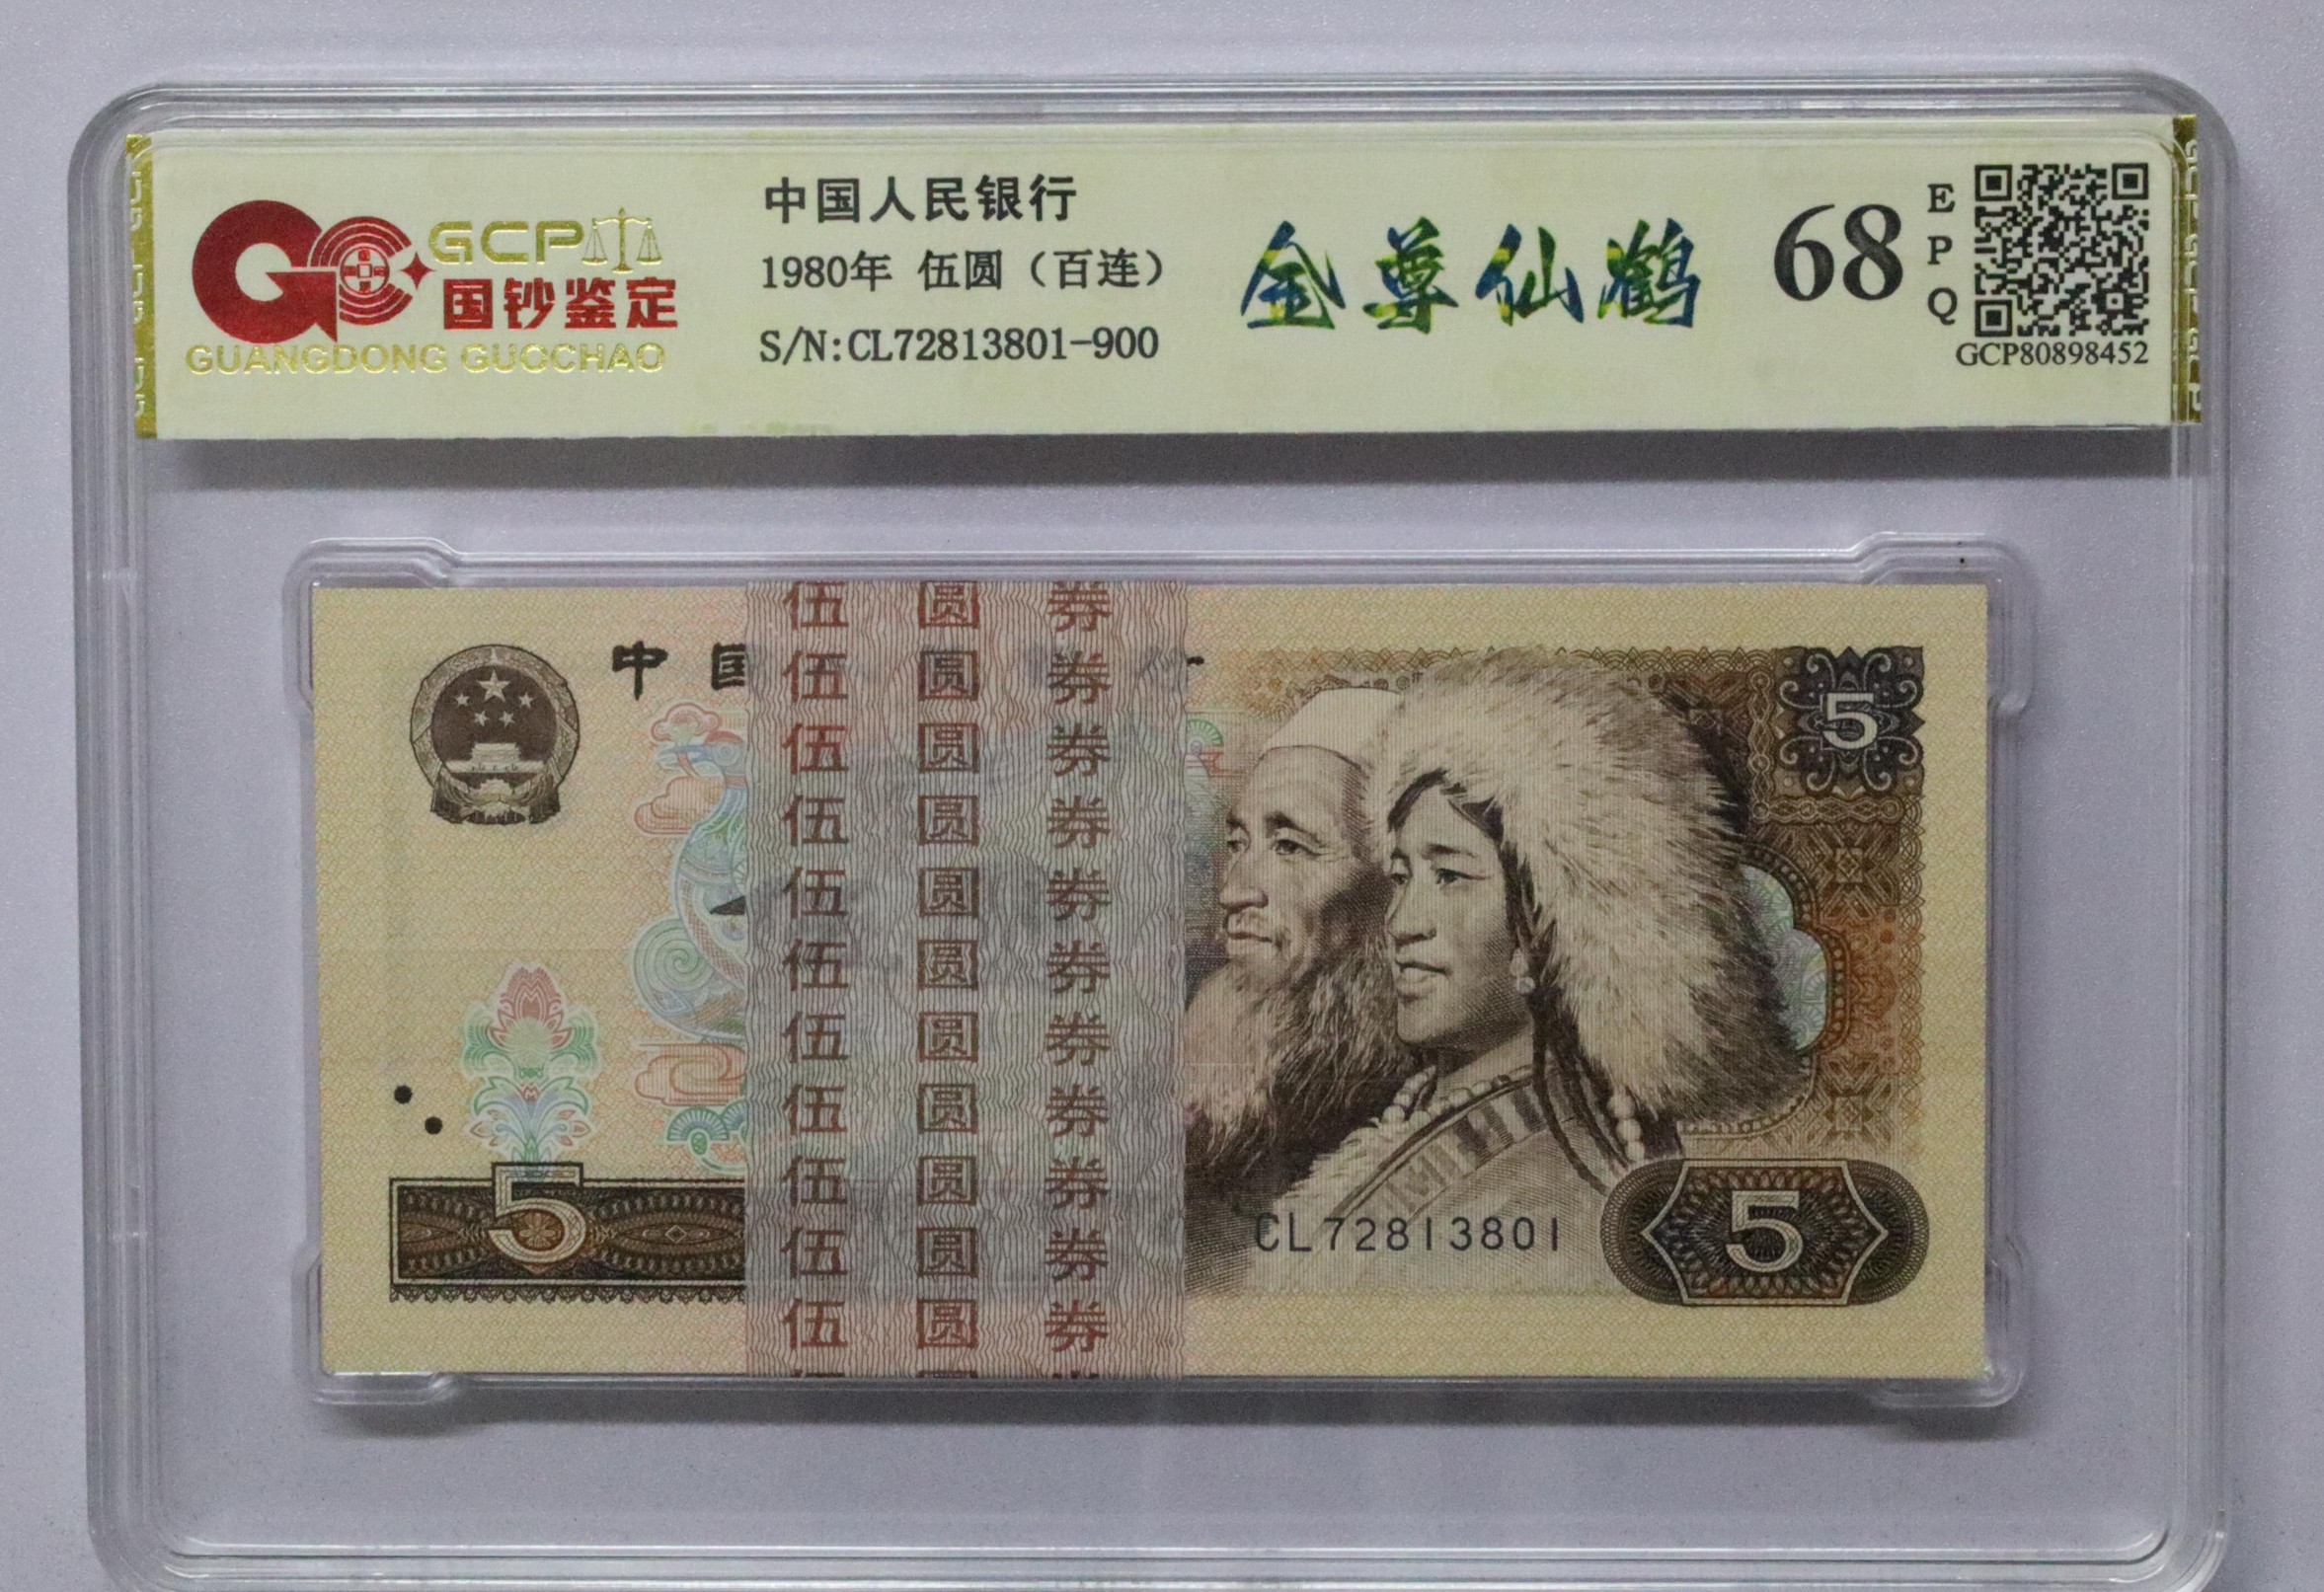 GCP
国钞鉴定
GUANGDONG GUOCHAO
中国人民银行
1980年 伍圆（百连）
S/N:CL72813801-900
金尊仙鹤
68
E
P
Q
GCP80898452
伍 圆 券
中国 伍 圆 券
伍 圆 券 5
伍 圆 券
伍 圆 券
伍 圆 券
伍 圆 券
伍 圆 券
伍 圆 券
5 伍 圆 券 CL72813801 5
伍 圆 券